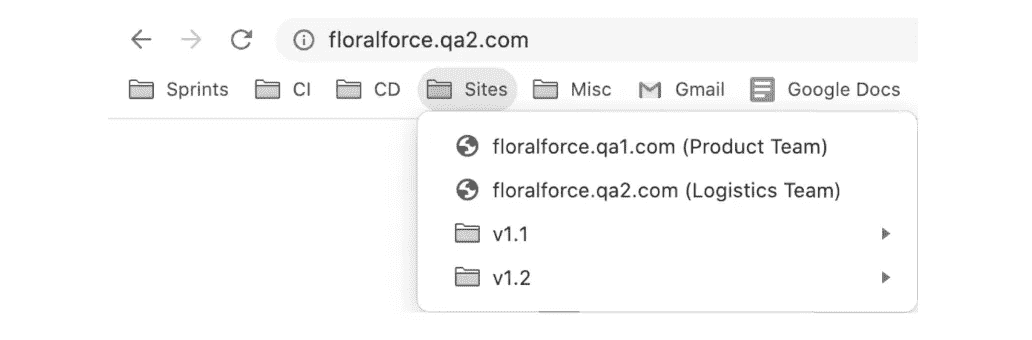 floralforce.qa2.com
Sprints CI CD Sites Misc Gmail Google Docs
floralforce.qa1.com (Product Team)
floralforce.qa2.com (Logistics Team)
v1.1
v1.2